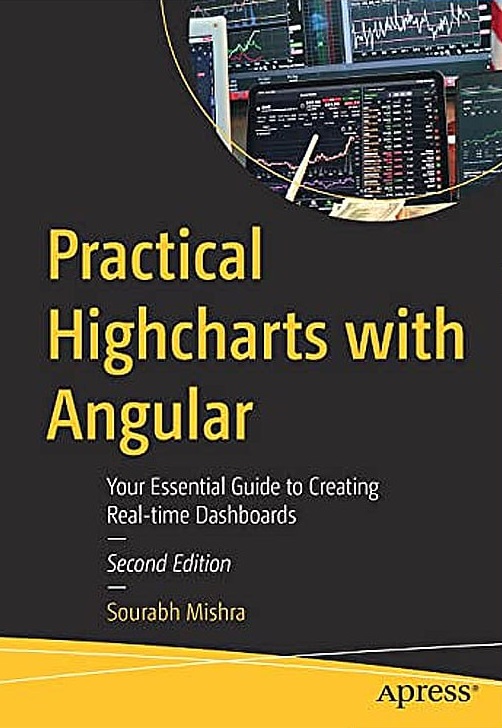 Practical
Highcharts with
Angular
Your Essential Guide to Creating
Real-time Dashboards
Second Edition
Sourabh Mishra
Apress®